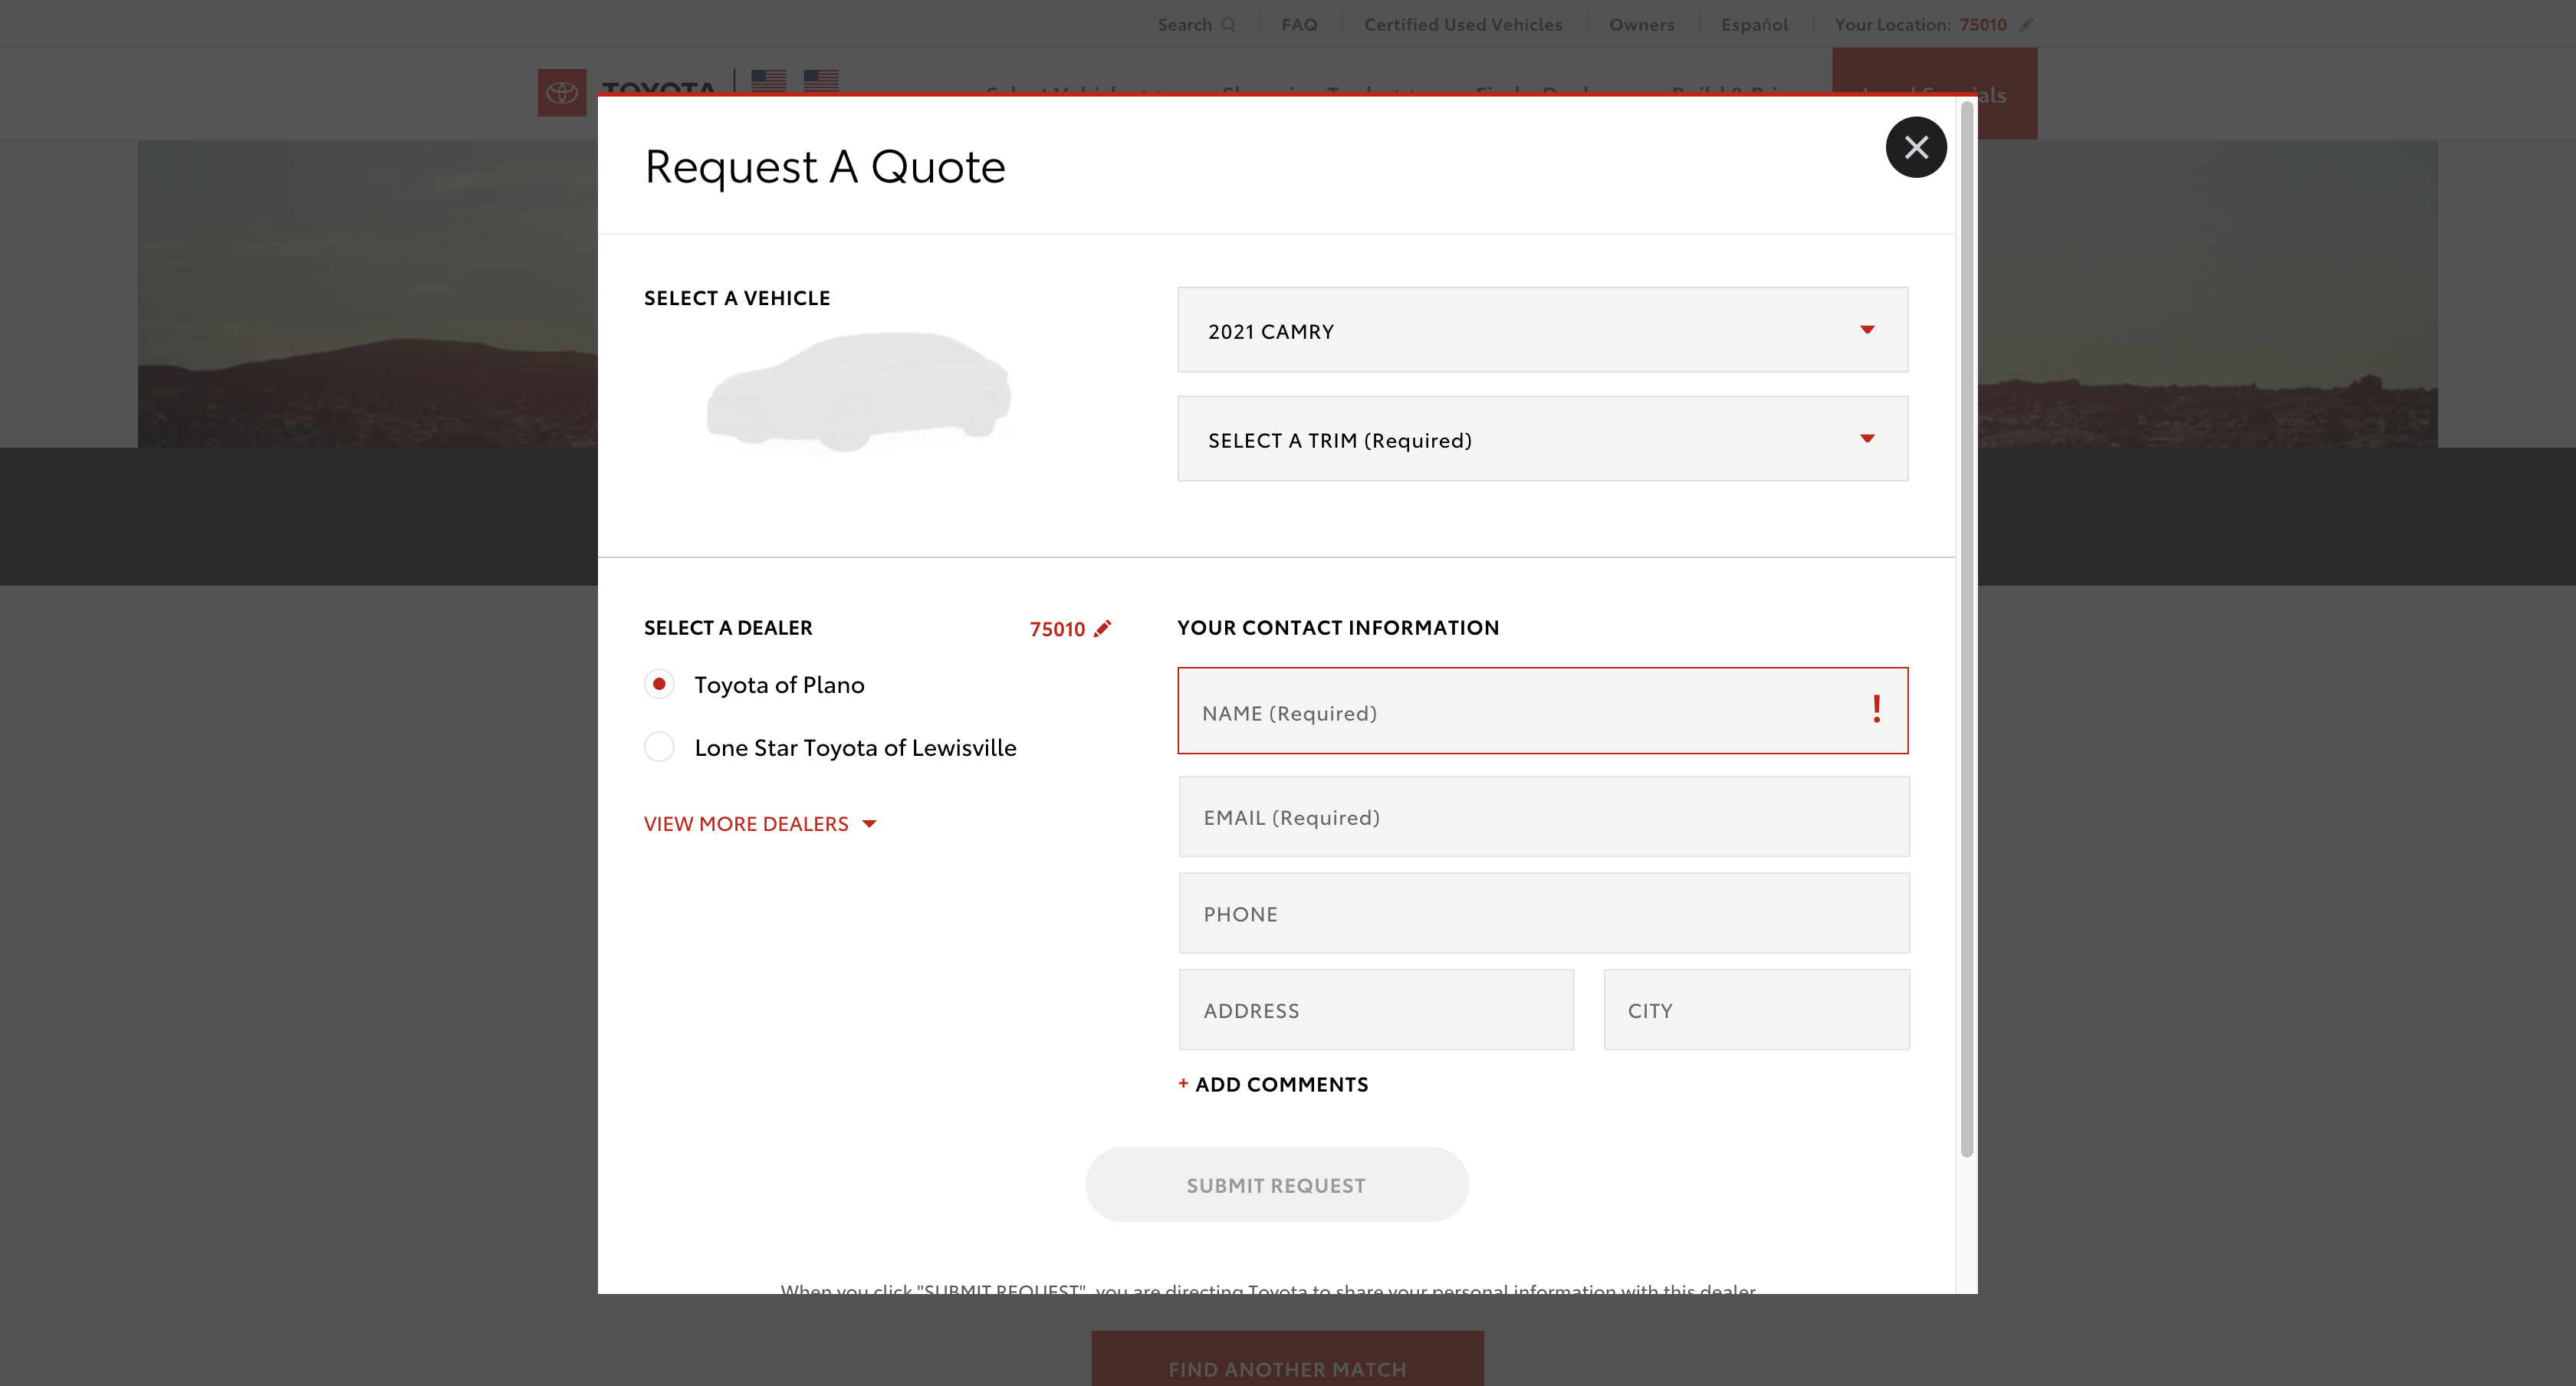 Search
FAQ
Certified Used Vehicles
Owners
Español
Your Location: 75010
TOYOTA
Request A Quote
SELECT A VEHICLE
2021 CAMRY
SELECT A TRIM (Required)
SELECT A DEALER
75010
Toyota of Plano
Lone Star Toyota of Lewisville
VIEW MORE DEALERS
YOUR CONTACT INFORMATION
NAME (Required)
!
EMAIL (Required)
PHONE
ADDRESS
CITY
+ ADD COMMENTS
SUBMIT REQUEST
When you click "SUBMIT REQUEST", you are directing Toyota to share your personal information with this dealer
FIND ANOTHER MATCH